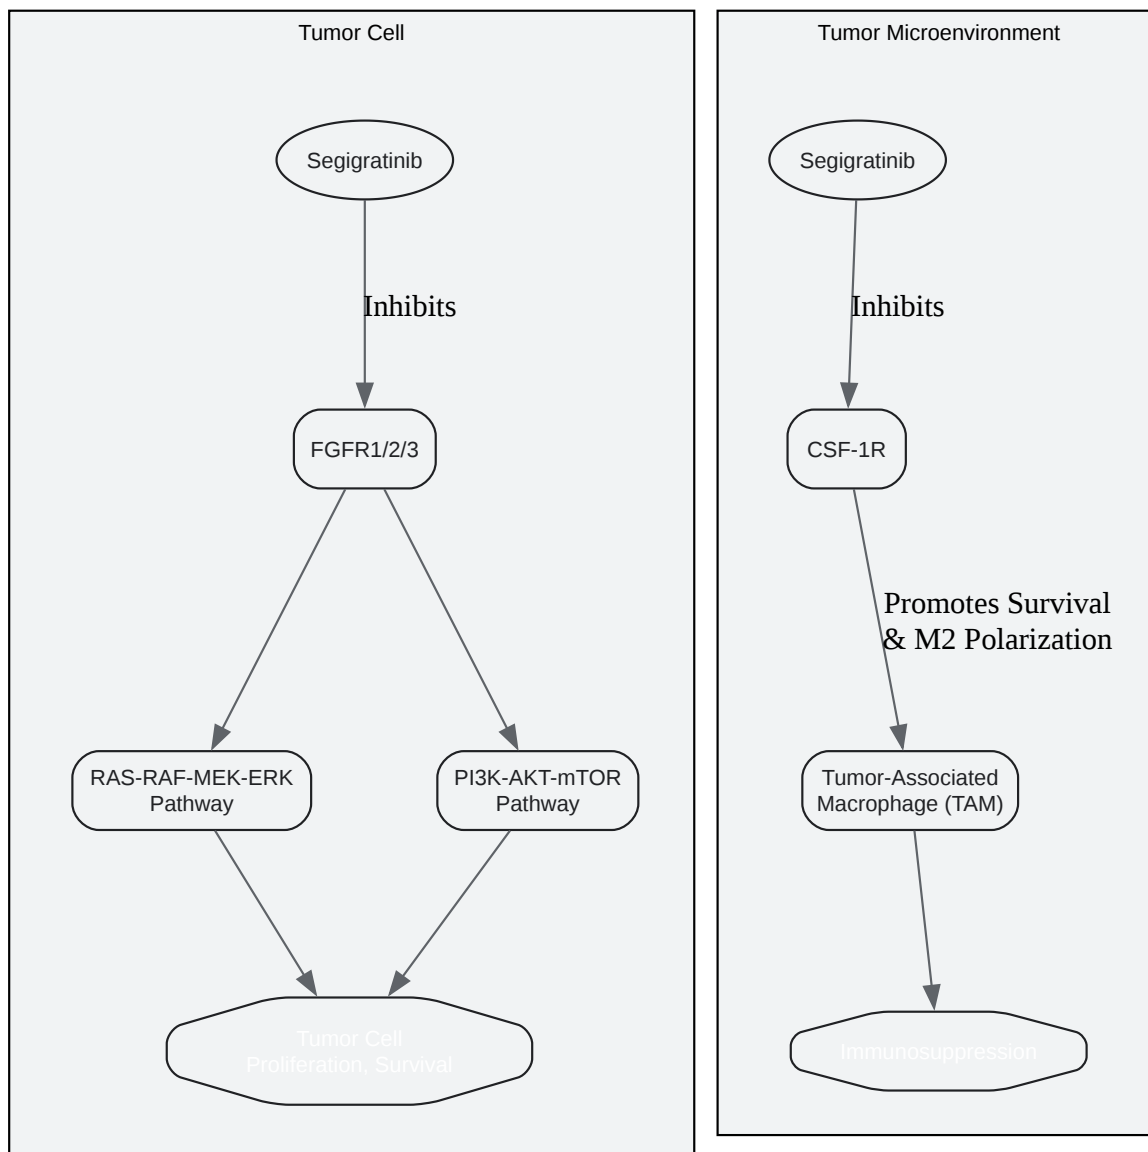 Tumor Cell
Segigratinib
Inhibits
FGFR1/2/3
RAS-RAF-MEK-ERK
Pathway
PI3K-AKT-mTOR
Pathway
Tumor Cell
Proliferation, Survival
Tumor Microenvironment
Segigratinib
Inhibits
CSF-1R
Promotes Survival
& M2 Polarization
Tumor-Associated
Macrophage (TAM)
Immunosuppression